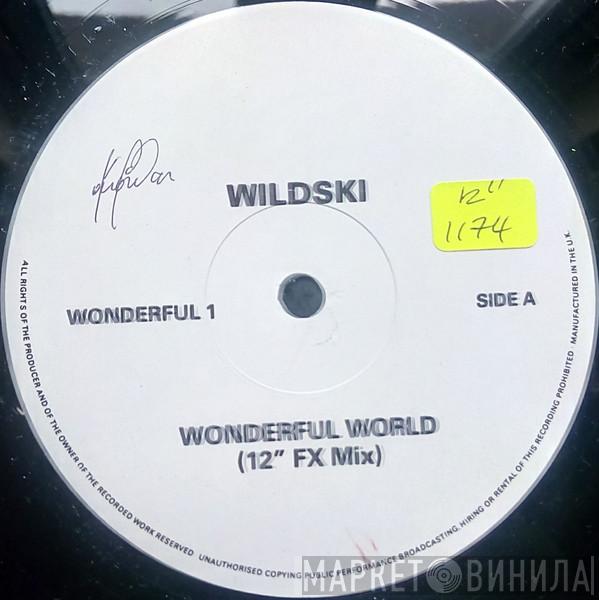 WILDSKI
12"
1174
WONDERFUL 1
SIDE A
WONDERFUL WORLD
(12" FX Mix)
ALL RIGHTS OF THE PRODUCER AND OF THE OWNER OF THE RECORDED WORK RESERVED · UNAUTHORISED COPYING PUBLIC PERFORMANCE BROADCASTING, HIRING OR RENTAL OF THIS RECORDING PROHIBITED · MANUFACTURED IN THE U.K.
МАРКЕТ ВИНИЛА